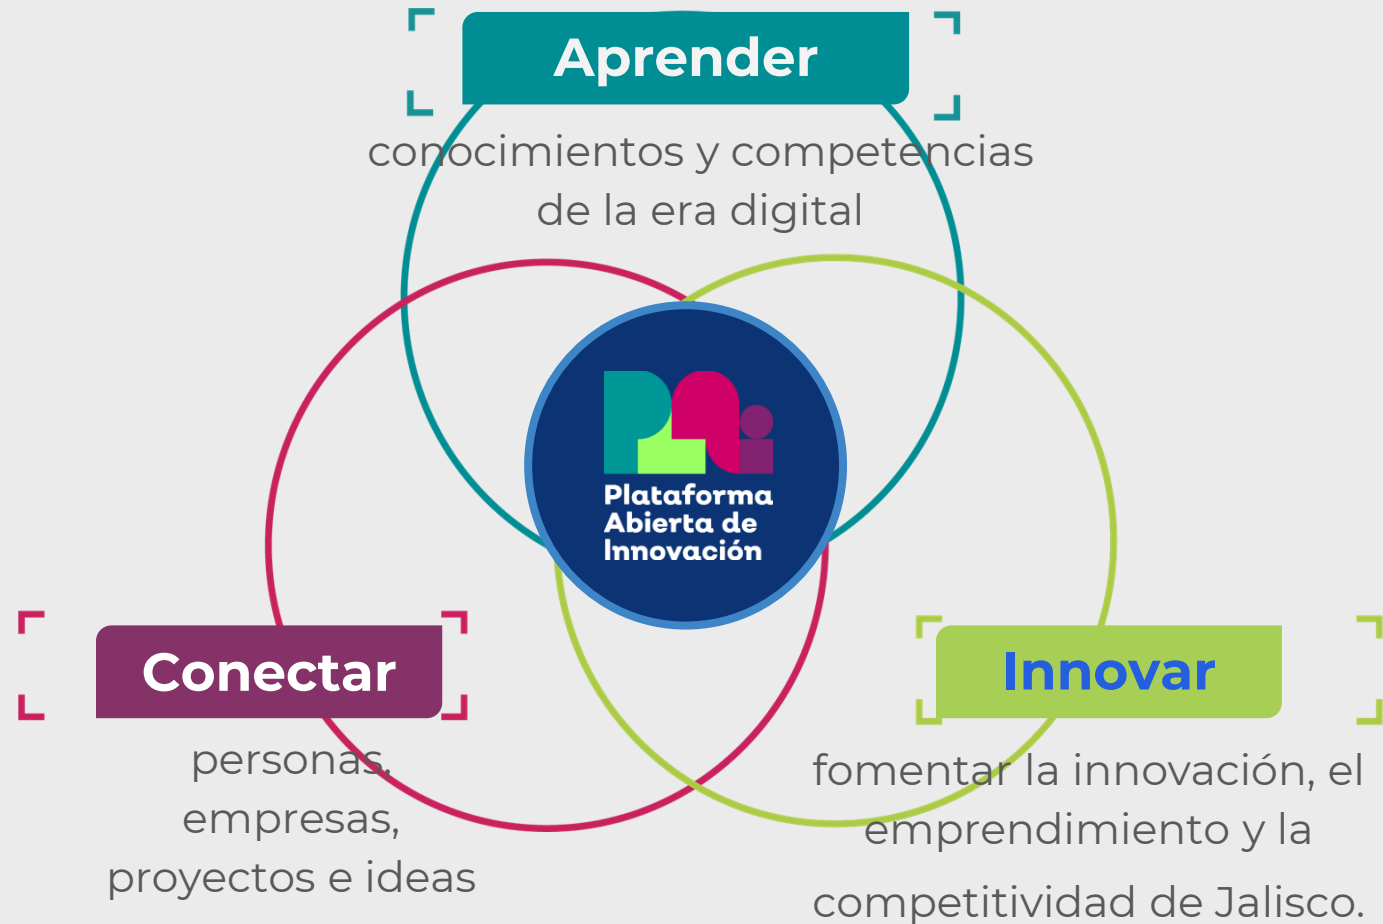 Aprender
conocimientos y competencias
de la era digital
Plataforma
Abierta de
Innovación
Conectar
personas,
empresas,
proyectos e ideas
Innovar
fomentar la innovación, el
emprendimiento y la
competitividad de Jalisco.